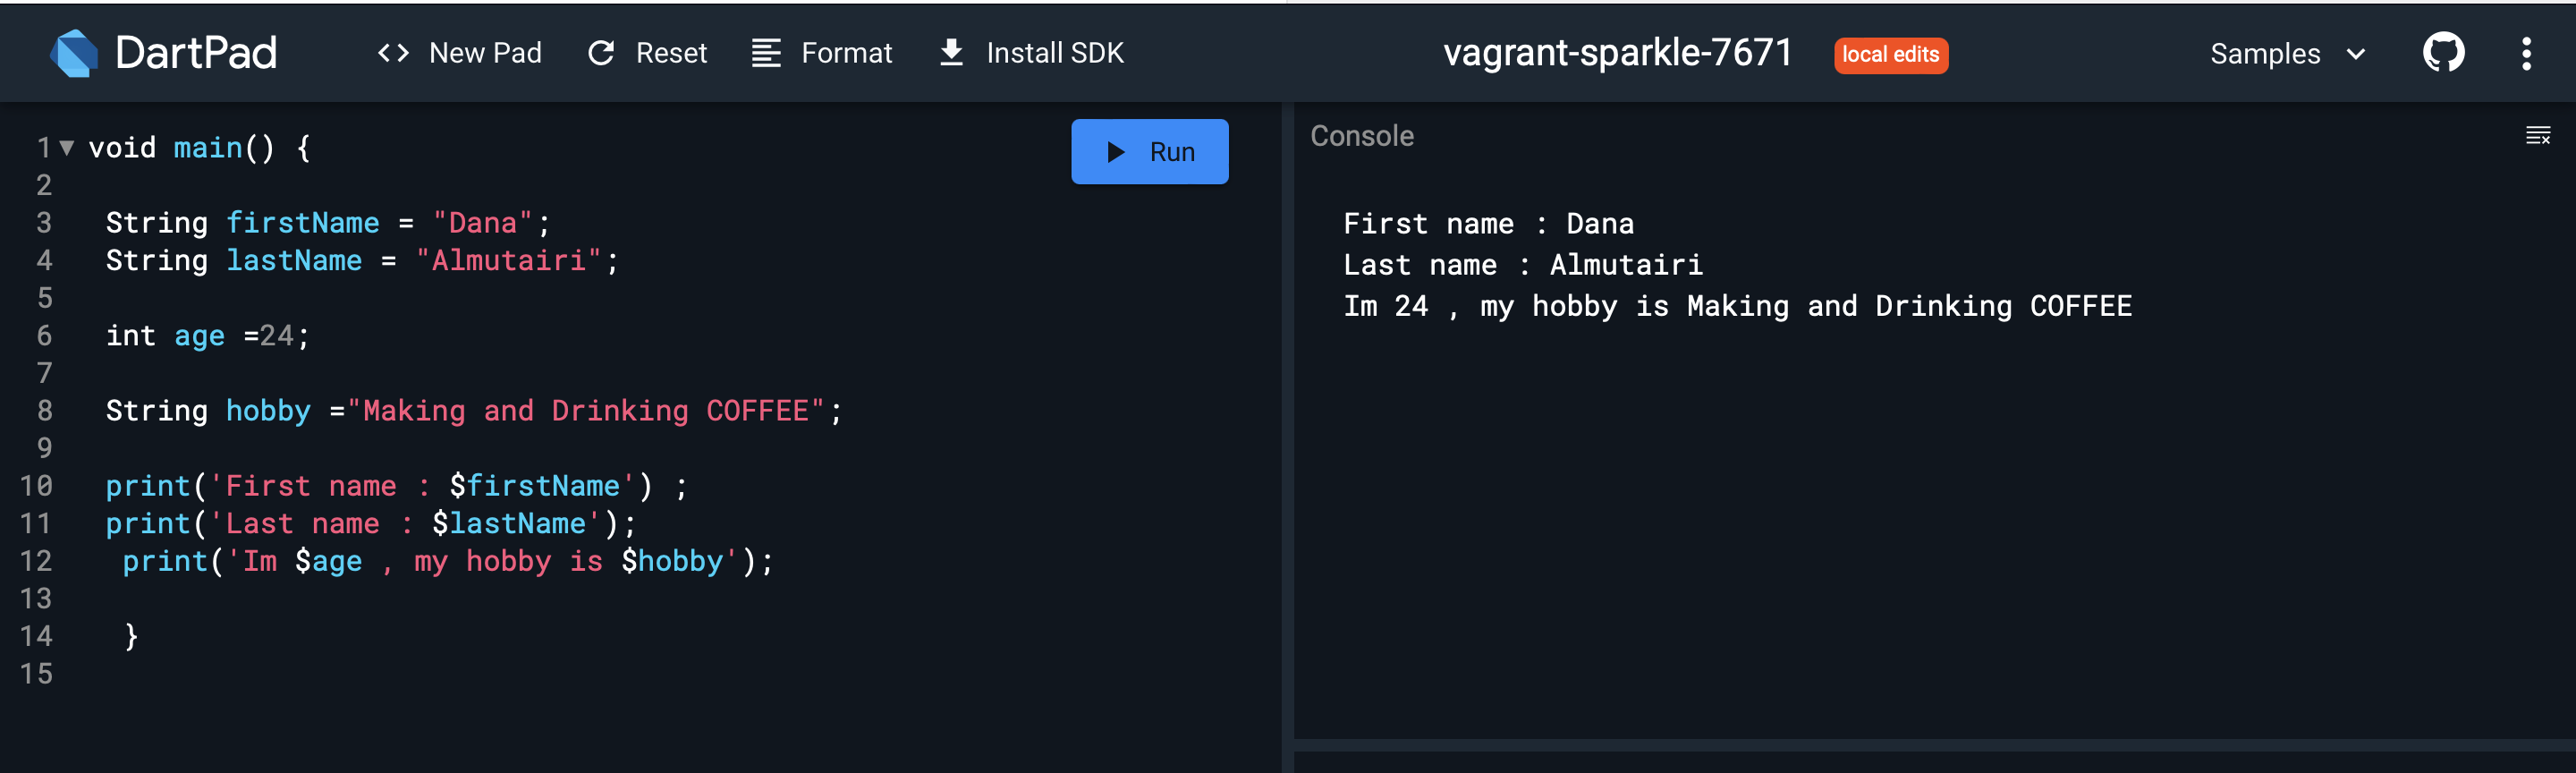 DartPad <> New Pad Reset Format Install SDK vagrant-sparkle-7671 local edits Samples
Run
1 void main() {
2
3 String firstName = "Dana";
4 String lastName = "Almutairi";
5
6 int age =24;
7
8 String hobby ="Making and Drinking COFFEE";
9
10 print('First name : $firstName') ;
11 print('Last name : $lastName');
12 print('Im $age , my hobby is $hobby');
13
14 }
15
Console
First name : Dana
Last name : Almutairi
Im 24 , my hobby is Making and Drinking COFFEE